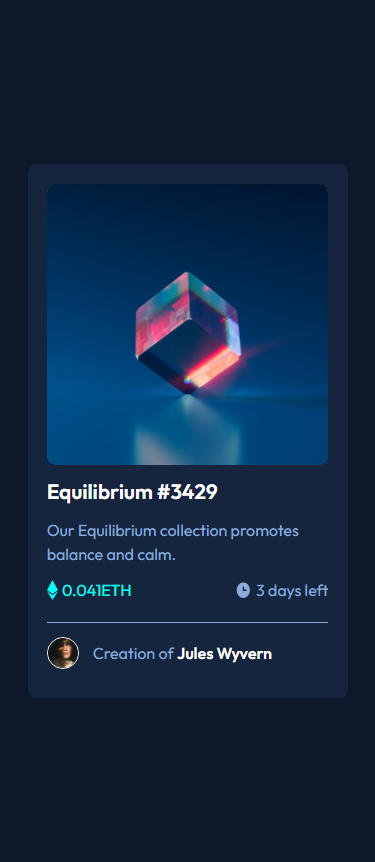 Equilibrium #3429
Our Equilibrium collection promotes
balance and calm.
0.041ETH 3 days left
Creation of Jules Wyvern